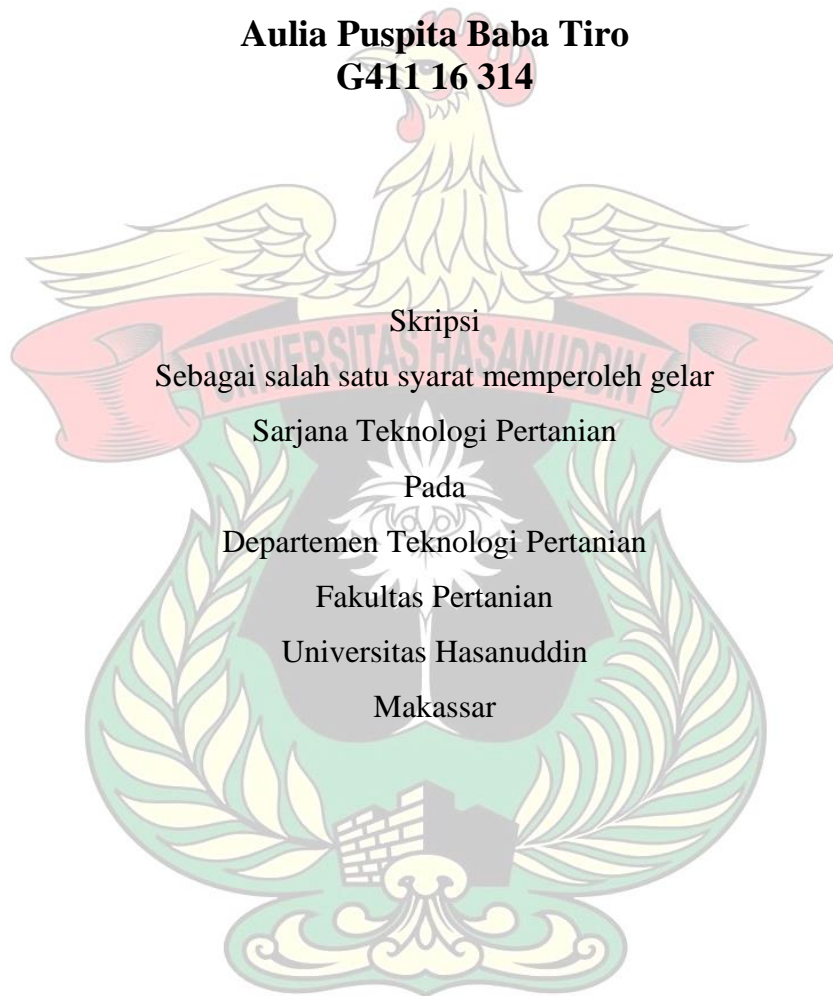 Aulia Puspita Baba Tiro
G411 16 314
Skripsi
UNIVERSITAS HASANUDDIN
Sebagai salah satu syarat memperoleh gelar
Sarjana Teknologi Pertanian
Pada
Departemen Teknologi Pertanian
Fakultas Pertanian
Universitas Hasanuddin
Makassar